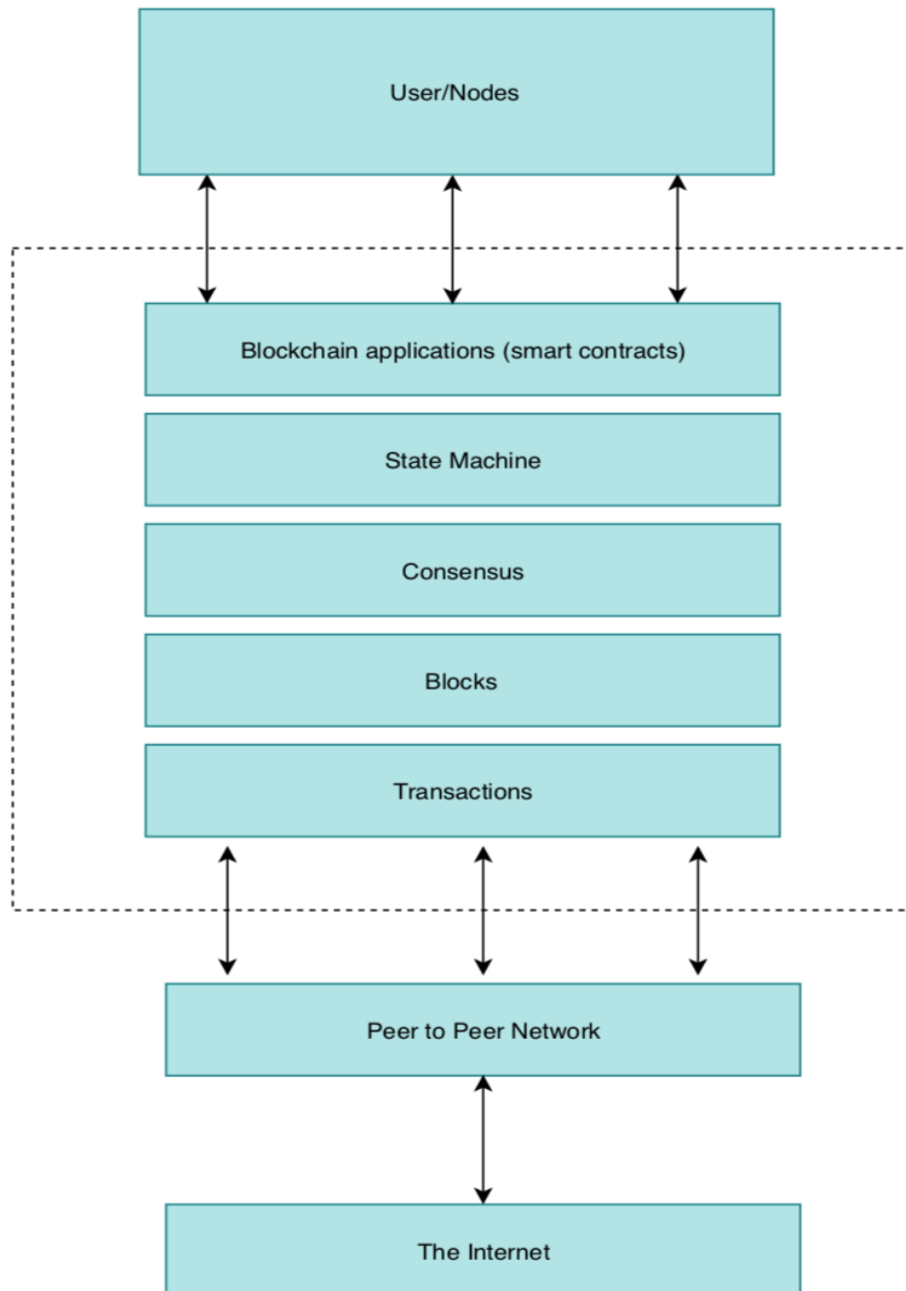 User/Nodes
Blockchain applications (smart contracts)
State Machine
Consensus
Blocks
Transactions
Peer to Peer Network
The Internet